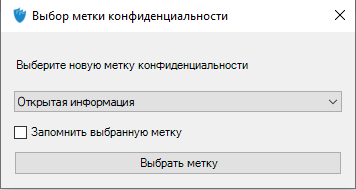 Выбор метки конфиденциальности
Выберите новую метку конфиденциальности
Открытая информация
Запомнить выбранную метку
Выбрать метку